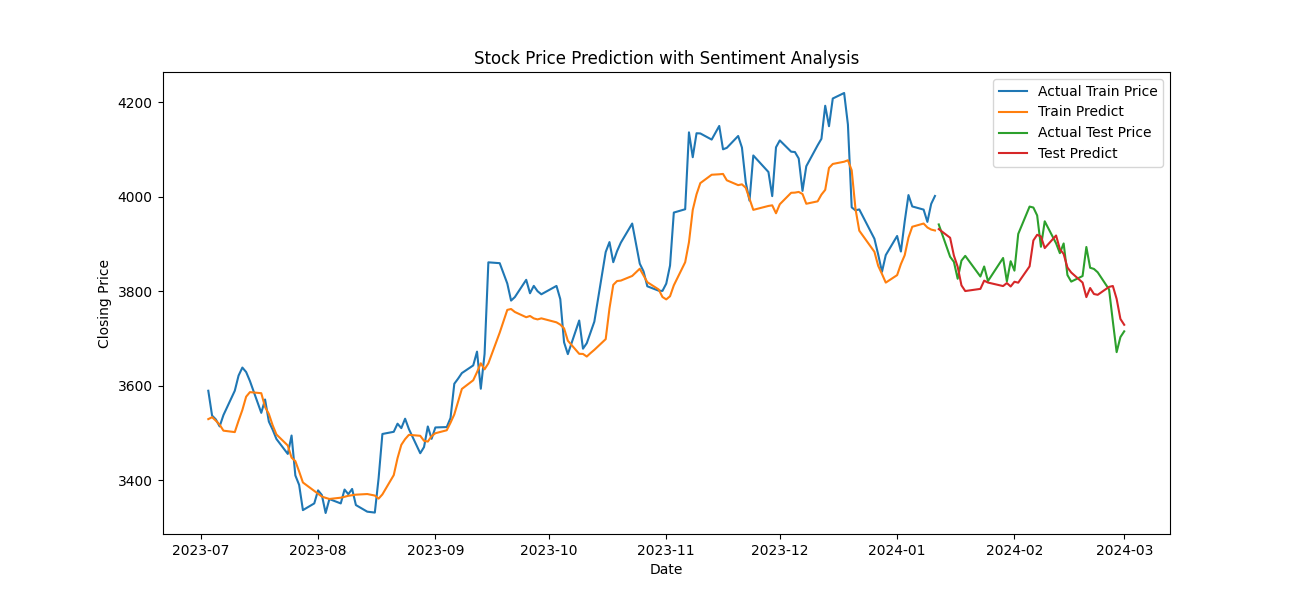 Stock Price Prediction with Sentiment Analysis
Actual Train Price
Train Predict
Actual Test Price
Test Predict
Closing Price
4200
4000
3800
3600
3400
2023-07 2023-08 2023-09 2023-10 2023-11 2023-12 2024-01 2024-02 2024-03
Date